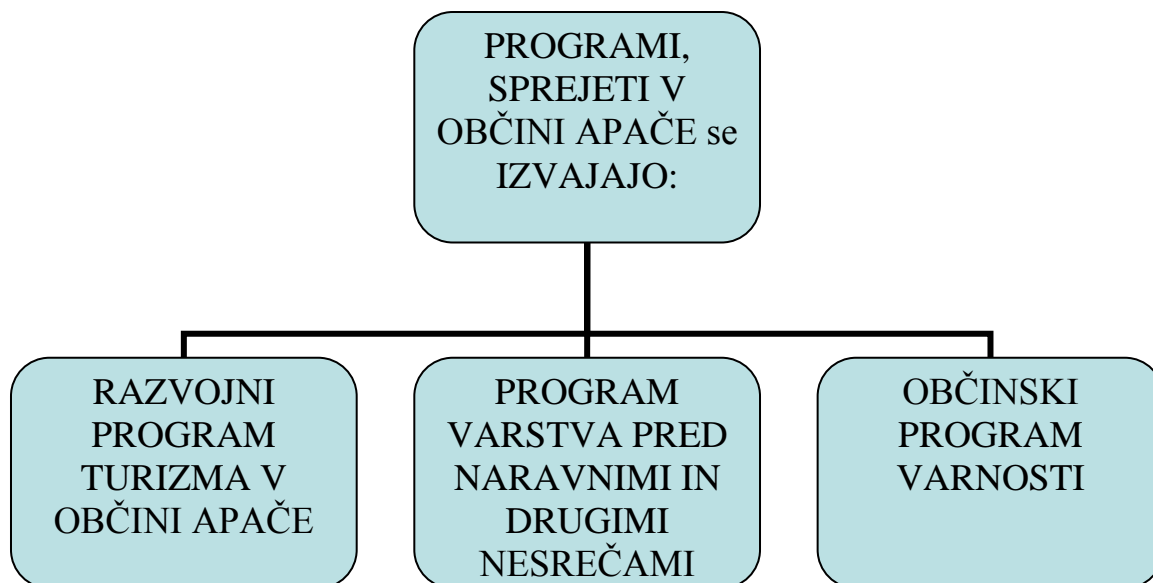 PROGRAMI,
SPREJETI V
OBČINI APAČE se
IZVAJAJO:
RAZVOJNI
PROGRAM
TURIZMA V
OBČINI APAČE
PROGRAM
VARSTVA PRED
NARAVNIMI IN
DRUGIMI
NESREČAMI
OBČINSKI
PROGRAM
VARNOSTI